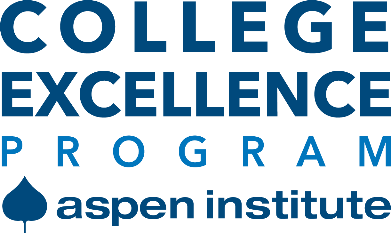 COLLEGE
EXCELLENCE
PROGRAM
aspen institute